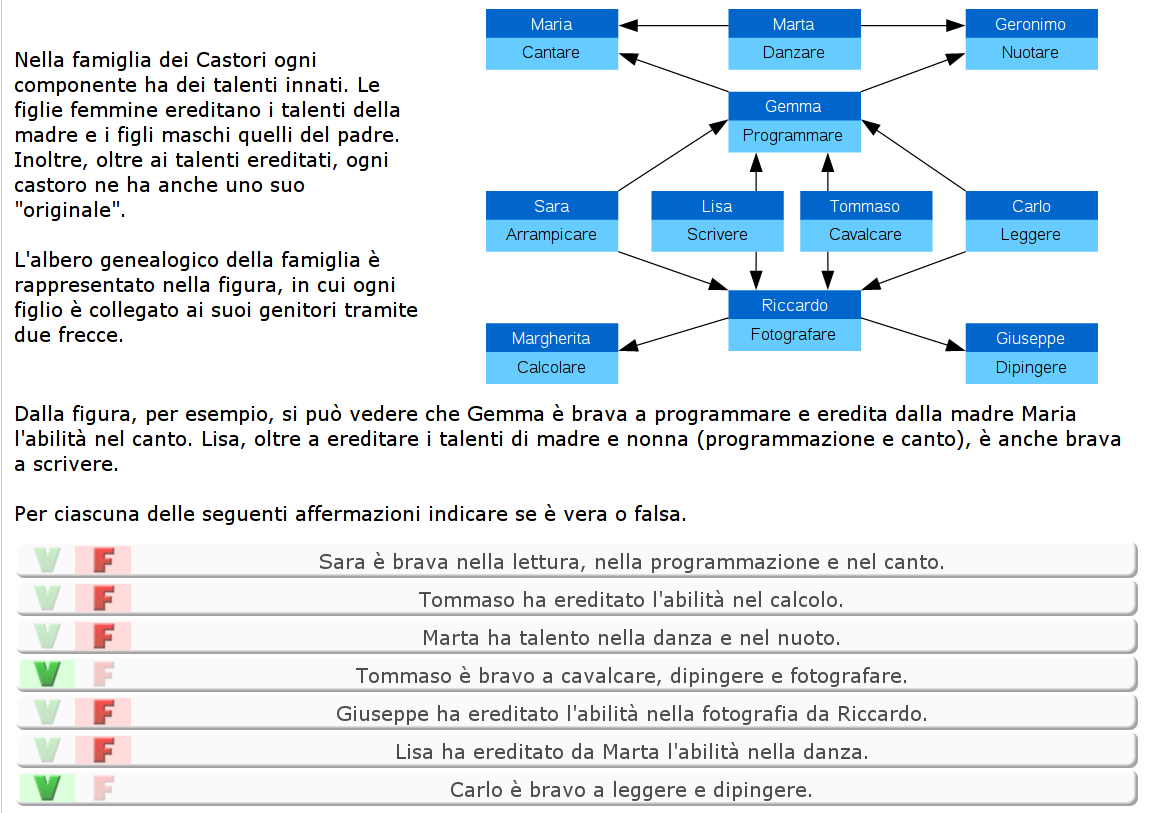 Nella famiglia dei Castori ogni
componente ha dei talenti innati. Le
figlie femmine ereditano i talenti della
madre e i figli maschi quelli del padre.
Inoltre, oltre ai talenti ereditati, ogni
castoro ne ha anche uno suo
"originale".
L'albero genealogico della famiglia è
rappresentato nella figura, in cui ogni
figlio è collegato ai suoi genitori tramite
due frecce.
Maria
Cantare
Marta
Danzare
Geronimo
Nuotare
Gemma
Programmare
Sara
Arrampicare
Lisa
Scrivere
Tommaso
Cavalcare
Carlo
Leggere
Riccardo
Fotografare
Margherita
Calcolare
Giuseppe
Dipingere
Dalla figura, per esempio, si può vedere che Gemma è brava a programmare e eredita dalla madre Maria
l'abilità nel canto. Lisa, oltre a ereditare i talenti di madre e nonna (programmazione e canto), è anche brava
a scrivere.
Per ciascuna delle seguenti affermazioni indicare se è vera o falsa.
V F Sara è brava nella lettura, nella programmazione e nel canto.
V F Tommaso ha ereditato l'abilità nel calcolo.
V F Marta ha talento nella danza e nel nuoto.
V F Tommaso è bravo a cavalcare, dipingere e fotografare.
V F Giuseppe ha ereditato l'abilità nella fotografia da Riccardo.
V F Lisa ha ereditato da Marta l'abilità nella danza.
V F Carlo è bravo a leggere e dipingere.